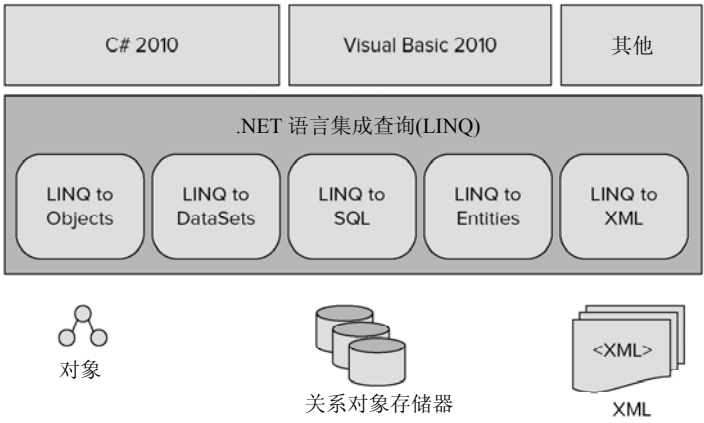 C# 2010
Visual Basic 2010
其他
.NET 语言集成查询(LINQ)
LINQ to
Objects
LINQ to
DataSets
LINQ to
SQL
LINQ to
Entities
LINQ to
XML
对象
关系对象存储器
<XML>
XML